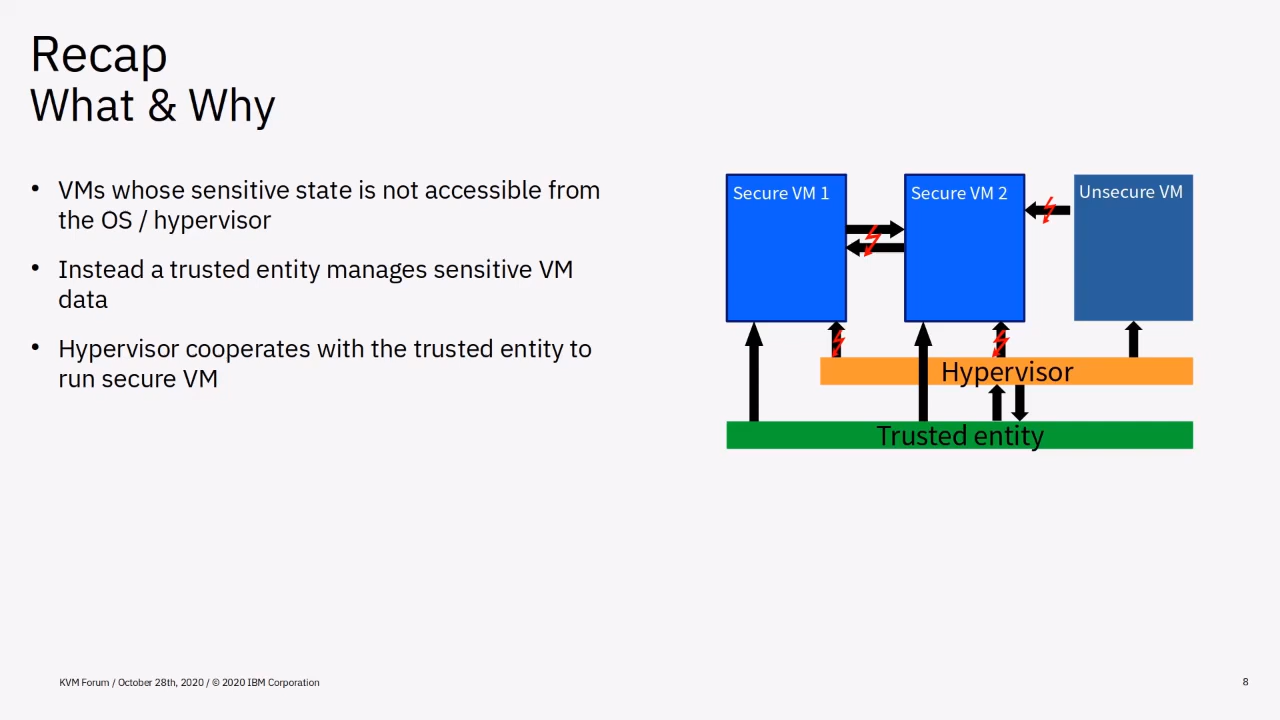 Recap
What & Why
• VMs whose sensitive state is not accessible from
the OS / hypervisor
• Instead a trusted entity manages sensitive VM
data
• Hypervisor cooperates with the trusted entity to
run secure VM
Secure VM 1
Secure VM 2
Unsecure VM
Hypervisor
Trusted entity
KVM Forum / October 28th, 2020 / © 2020 IBM Corporation
8